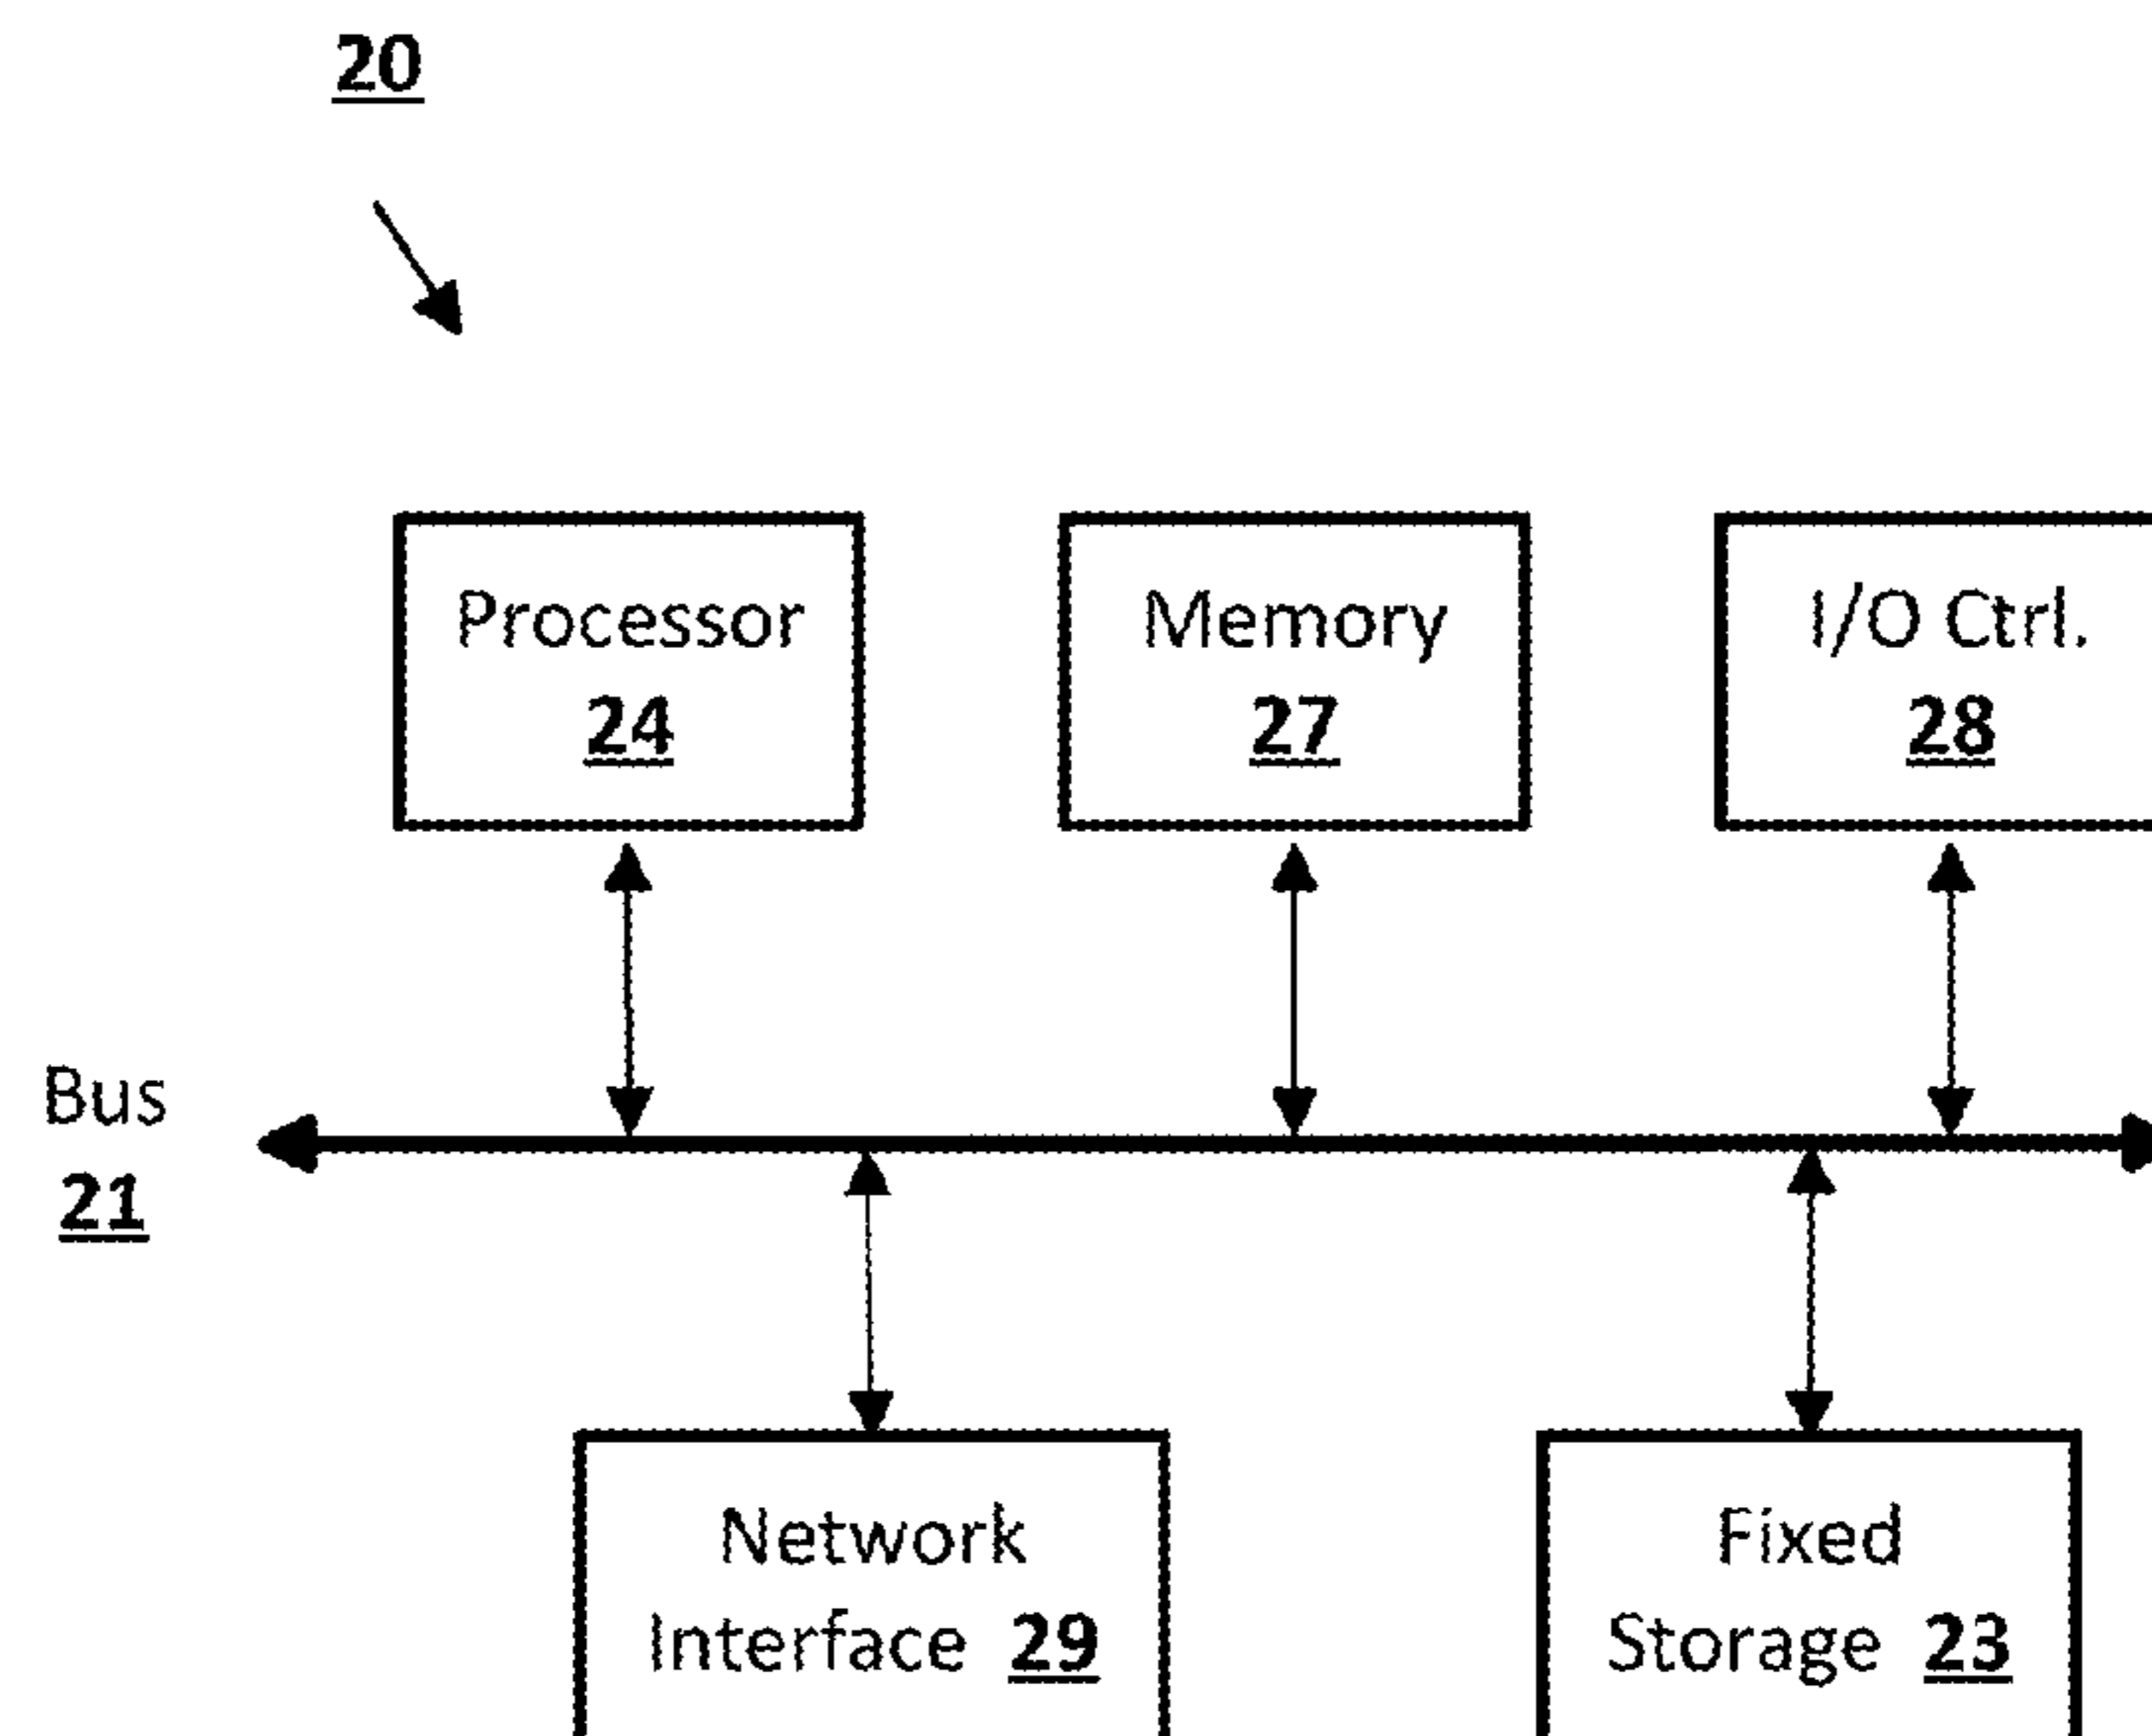 20
Processor
24
Memory
27
I/O Ctrl.
28
Bus
21
Network
Interface 29
Fixed
Storage 23